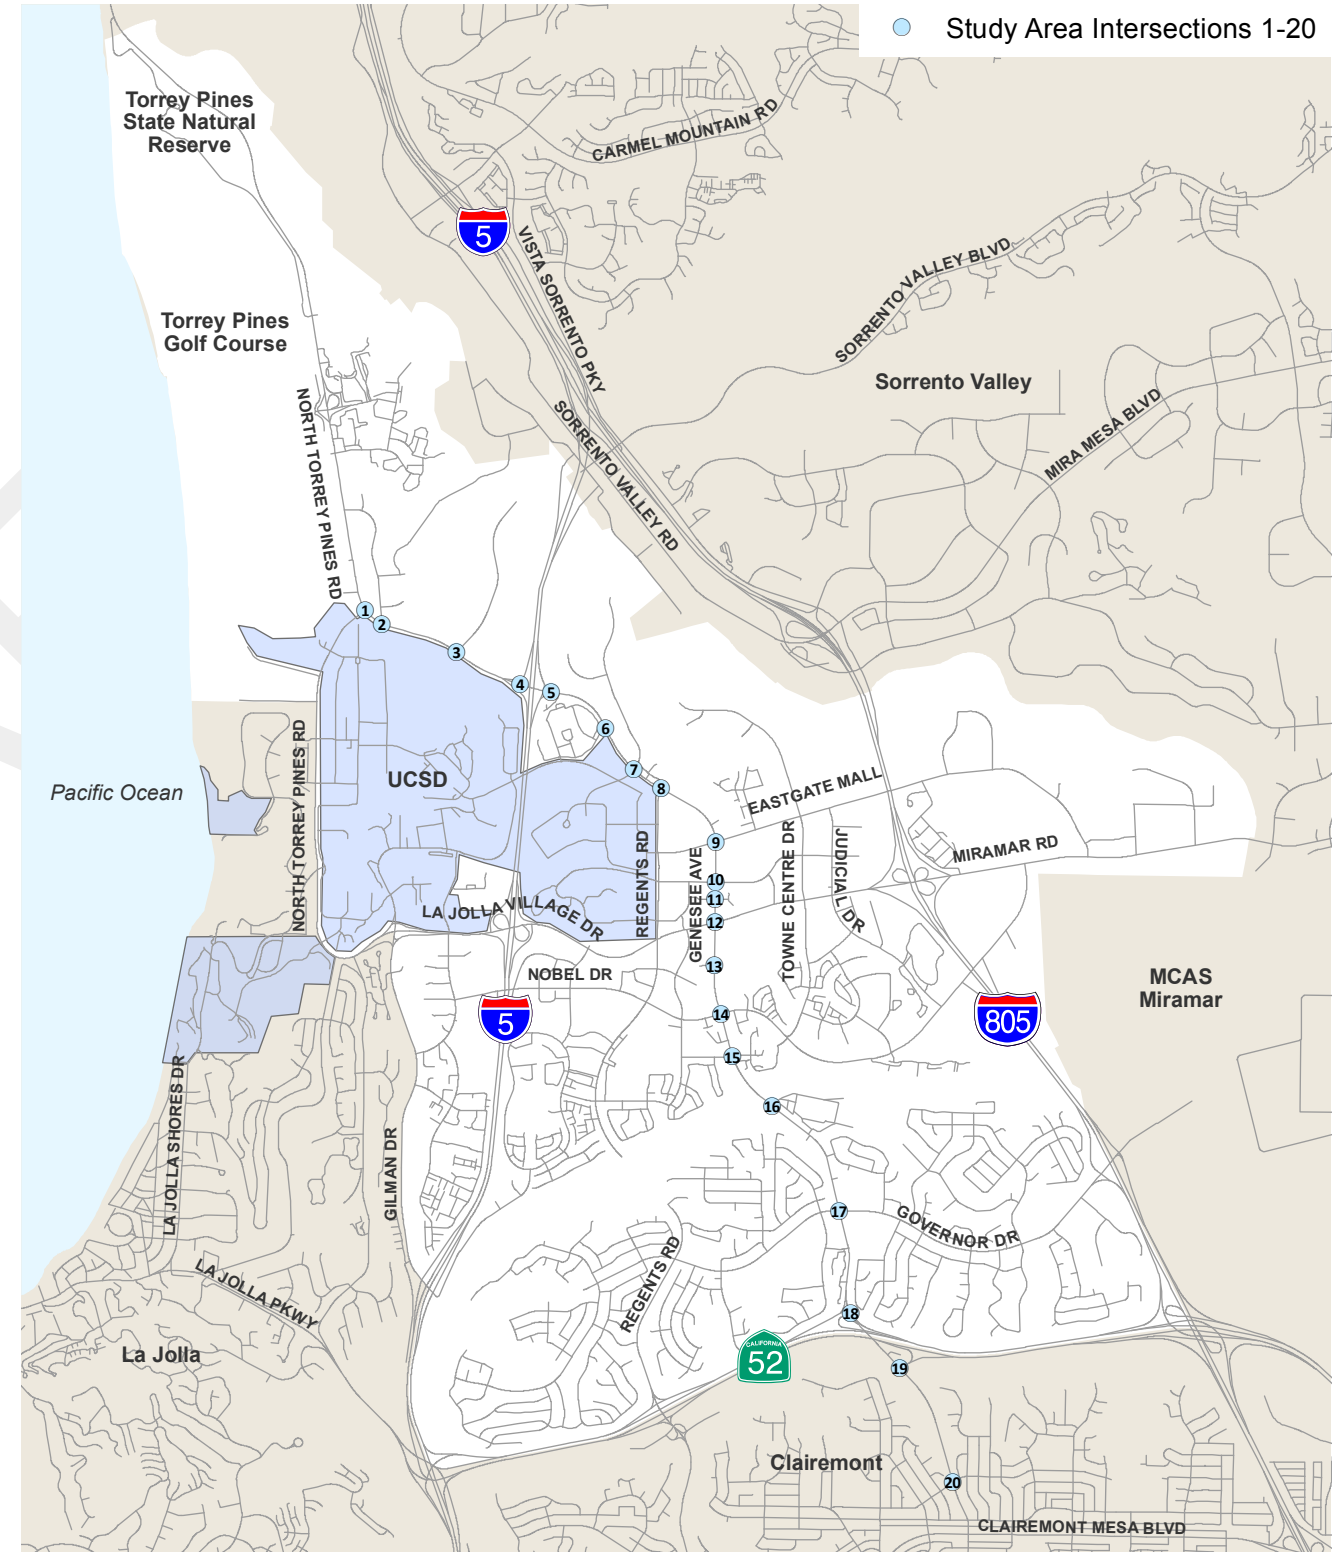 Study Area Intersections 1-20
Torrey Pines
State Natural
Reserve
CARMEL MOUNTAIN RD
5
VISTA SORRENTO PKY
SORRENTO VALLEY BLVD
Torrey Pines
Golf Course
Sorrento Valley
MIRA MESA BLVD
NORTH TORREY PINES RD
SORRENTO VALLEY RD
1
2
3
4
5
6
7
8
UCSD
Pacific Ocean
NORTH TORREY PINES RD
EASTGATE MALL
REGENTS RD
GENESEE AVE
TOWNE CENTRE DR
JUDICIAL DR
MIRAMAR RD
9
10
11
12
13
LA JOLLA VILLAGE DR
NOBEL DR
MCAS
Miramar
5
805
14
15
16
LA JOLLA SHORES DR
GILMAN DR
17
GOVERNOR DR
REGENTS RD
LA JOLLA PKWY
18
La Jolla
CALIFORNIA
52
19
Clairemont
20
CLAIREMONT MESA BLVD